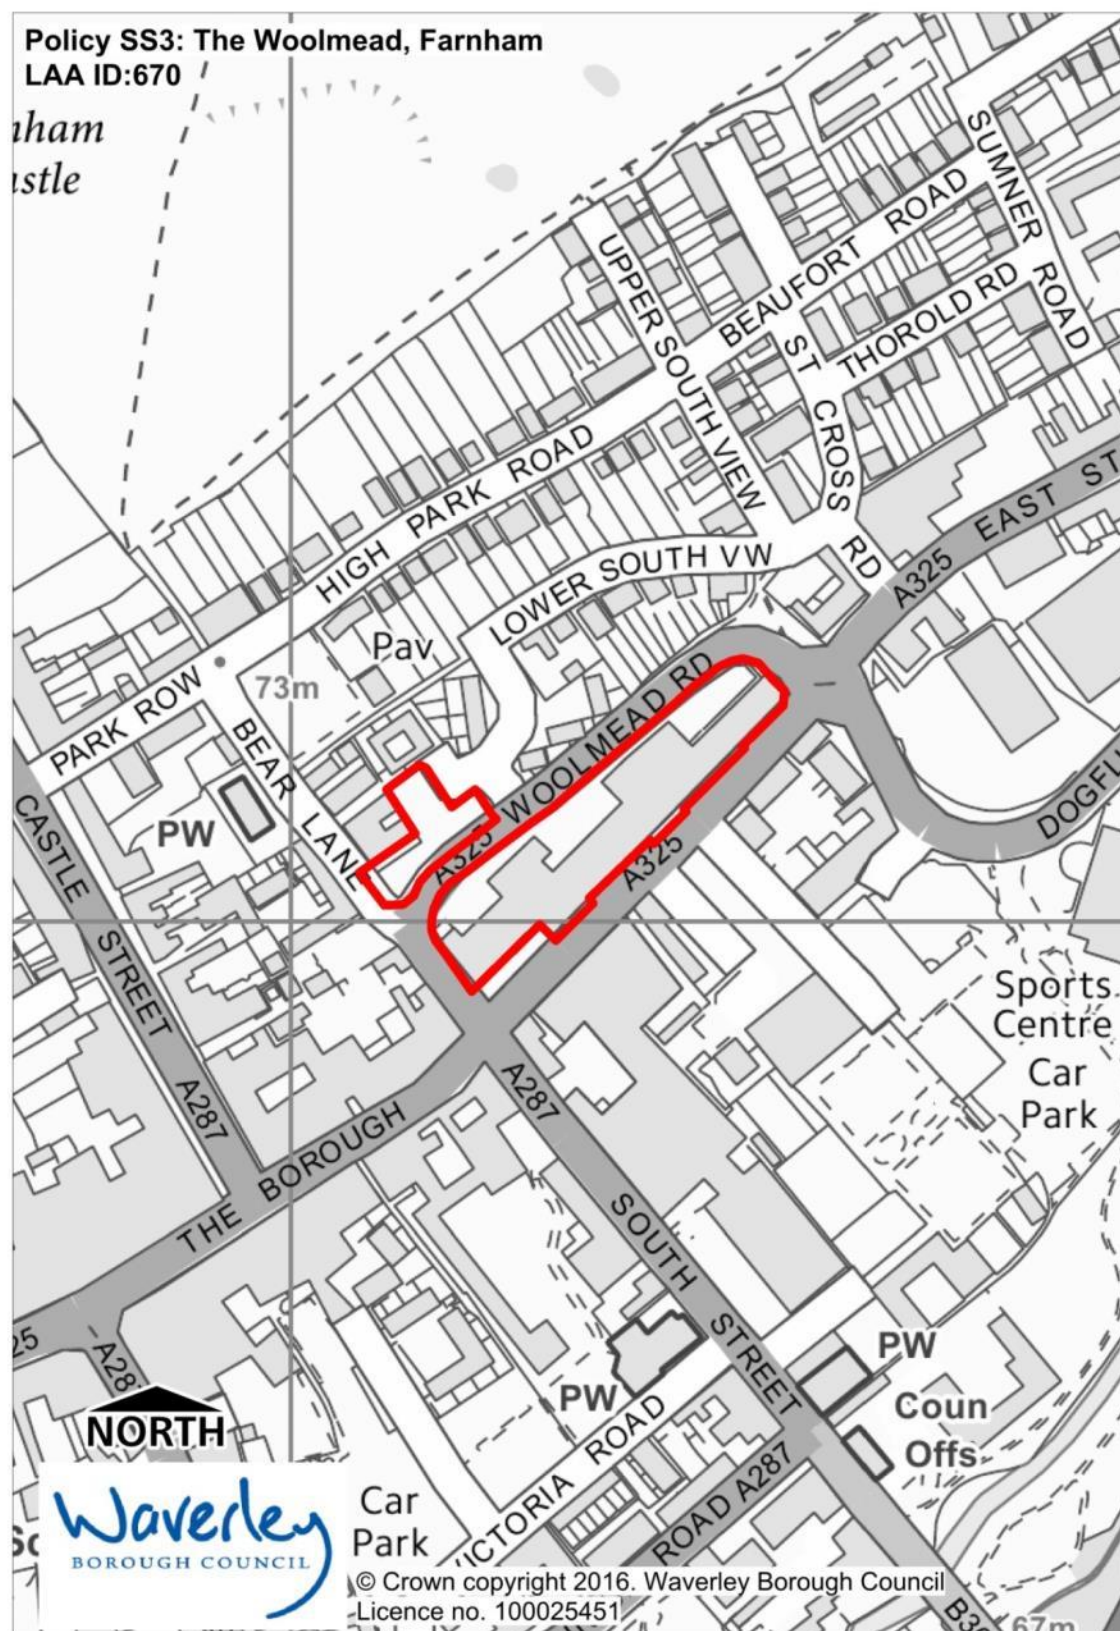 Policy SS3: The Woolmead, Farnham
LAA ID:670
nham
stle
SUMNER ROAD
UPPER SOUTH VIEW
BEAUFORT ROAD
ST CROSS RD
THOROLD RD
HIGH PARK ROAD
A325 EAST ST
LOWER SOUTH VW
Pav
73m
PARK ROW
BEAR LANE
A325 WOOLMEAD RD
A325
PW
CASTLE STREET A287
Sports
Centre
Car
Park
THE BOROUGH
A287 SOUTH STREET
25
PW
PW
Coun
Offs
NORTH
Waverley
BOROUGH COUNCIL
Car
Park
VICTORIA ROAD
ROAD A287
© Crown copyright 2016. Waverley Borough Council
Licence no. 100025451
67m